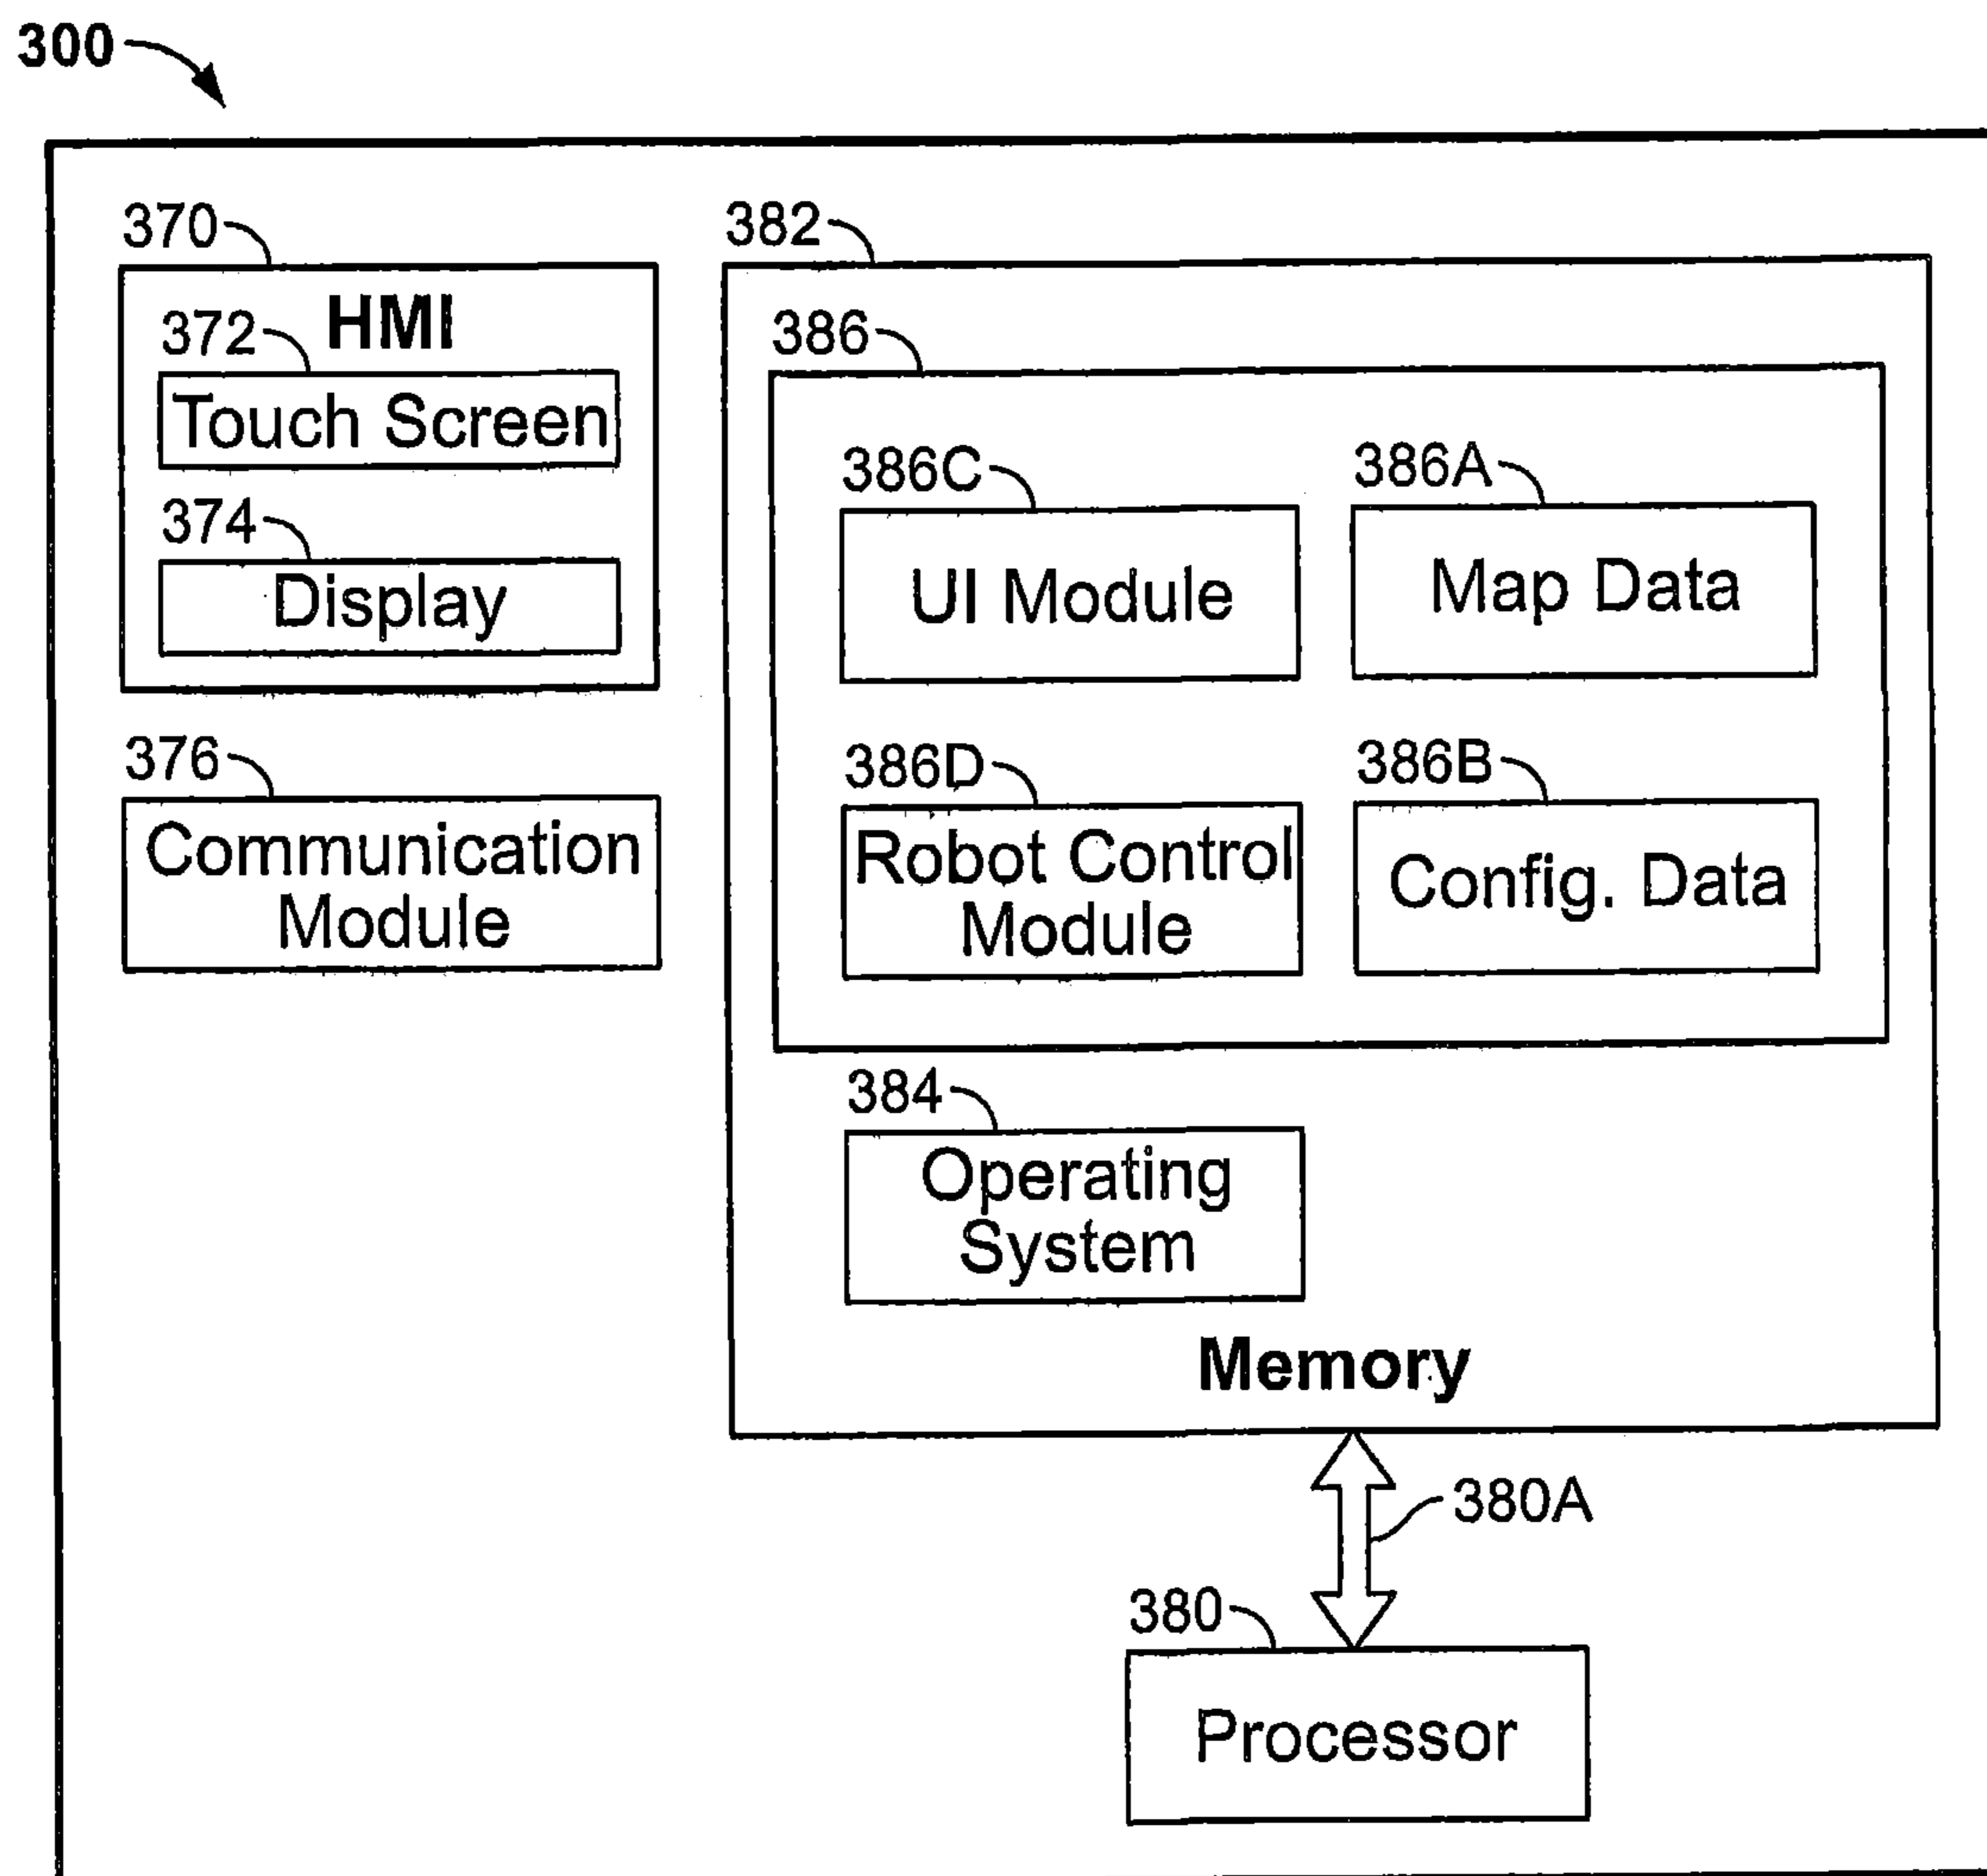 300
370
HMI
372
Touch Screen
374
Display
376
Communication
Module
382
386
386C
UI Module
386A
Map Data
386D
Robot Control
Module
386B
Config. Data
384
Operating
System
Memory
380A
380
Processor